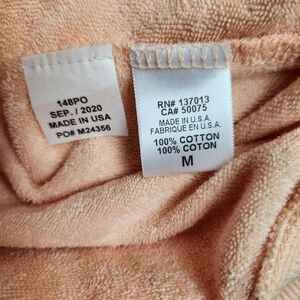 148PO
SEP. / 2020
MADE IN USA
PO# M24356
RN# 137013
CA# 50075
MADE IN U.S.A.
FABRIQUE EN U.S.A.
100% COTTON
100% COTON
M